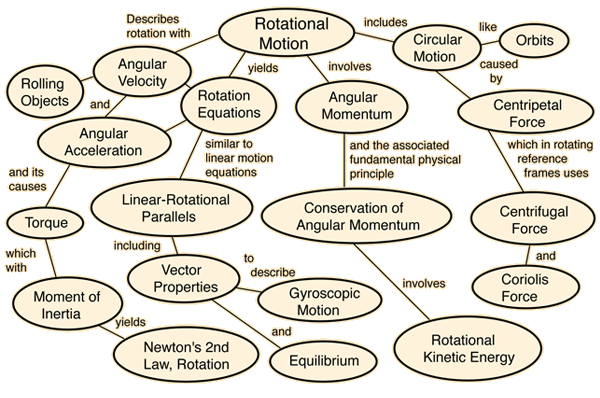 Describes
rotation with
Rotational
Motion
includes
Circular
Motion
like
Orbits
Rolling
Objects
Angular
Velocity
and
yields
involves
caused
by
Rotation
Equations
Angular
Momentum
Centripetal
Force
Angular
Acceleration
similar to
linear motion
equations
and the associated
fundamental physical
principle
which in rotating
reference
frames uses
and its
causes
Torque
Linear-Rotational
Parallels
Conservation of
Angular Momentum
Centrifugal
Force
which
with
including
to
describe
and
Vector
Properties
Gyroscopic
Motion
involves
Coriolis
Force
Moment of
Inertia
yields
and
Newton's 2nd
Law, Rotation
Equilibrium
Rotational
Kinetic Energy